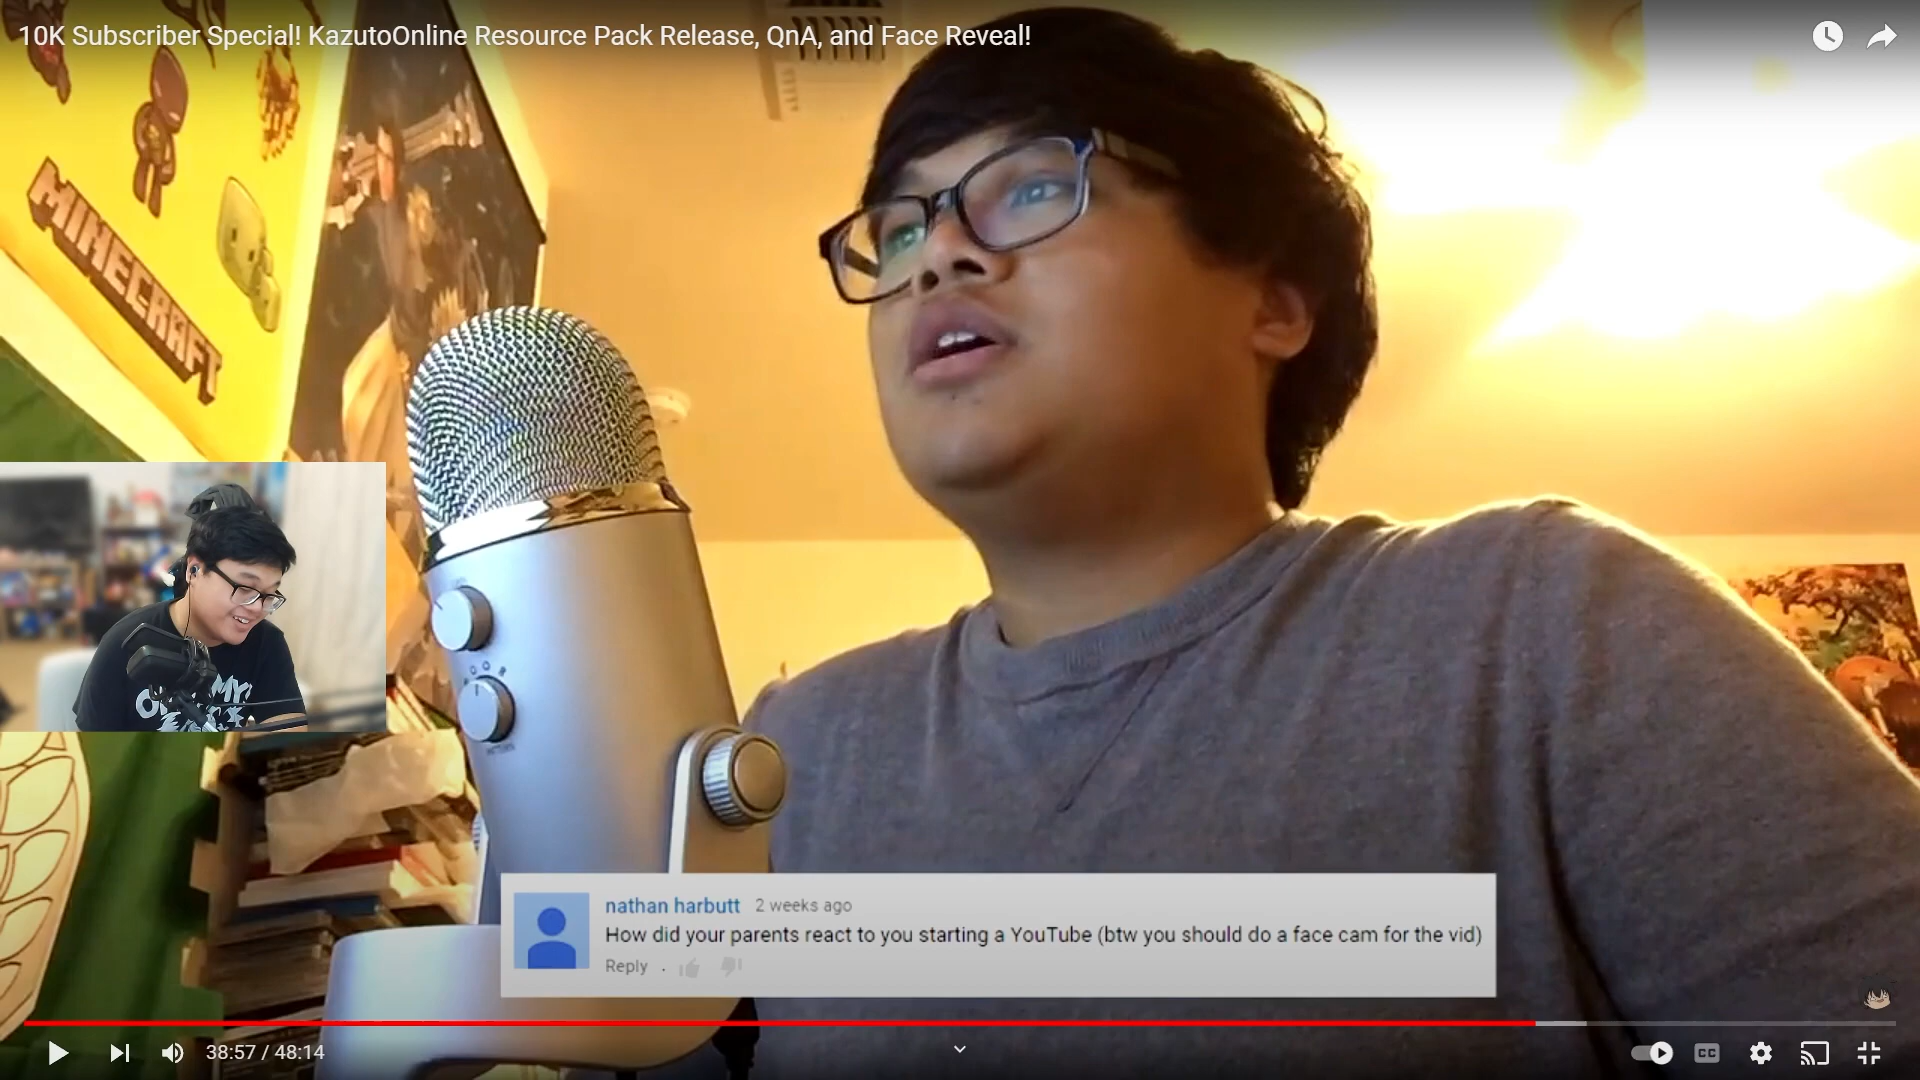 10K Subscriber Special! KazutoOnline Resource Pack Release, QnA, and Face Reveal!
MINECRAFT
nathan harbutt 2 weeks ago
How did your parents react to you starting a YouTube (btw you should do a face cam for the vid)
Reply .
38:57 / 48:14
CC